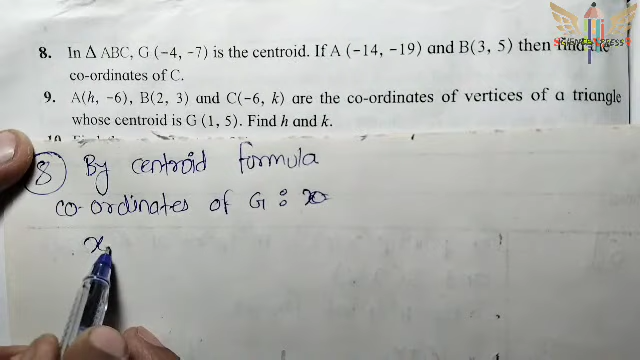 SCIENCE XPRESS
8. In Δ ABC, G (−4, −7) is the centroid. If A (−14, −19) and B(3, 5) then find the
co-ordinates of C.
9. A(h, −6), B(2, 3) and C(−6, k) are the co-ordinates of vertices of a triangle
whose centroid is G (1, 5). Find h and k.
8 By centroid formula
co-ordinates of G :
x